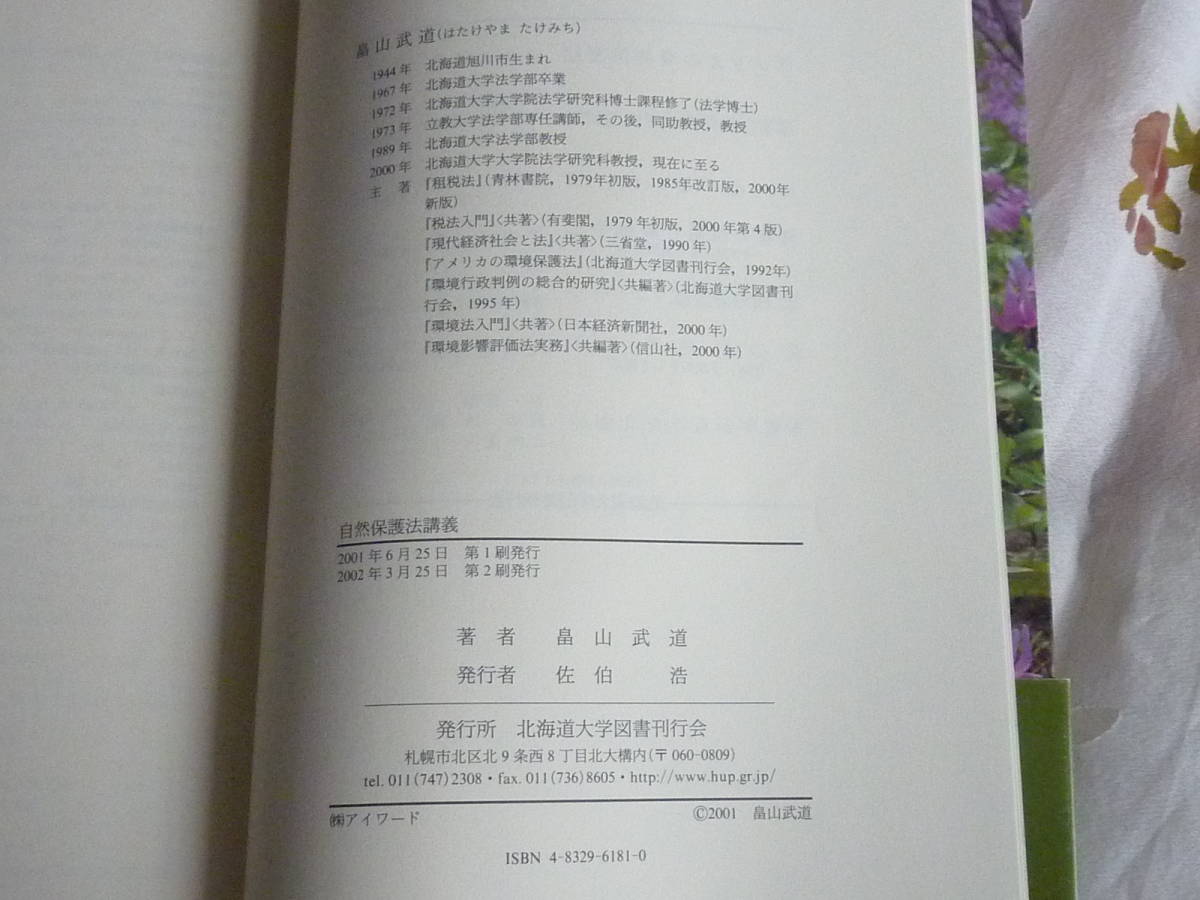 畠山武道(はたけやま たけみち)
1944年 北海道旭川市生まれ
1967年 北海道大学法学部卒業
1972年 北海道大学大学院法学研究科博士課程修了(法学博士)
1973年 立教大学法学部専任講師，その後，同助教授，教授
1989年 北海道大学法学部教授
2000年 北海道大学大学院法学研究科教授，現在に至る
主 著 『租税法』(青林書院，1979年初版，1985年改訂版，2000年
新版)
『税法入門』〈共著〉(有斐閣，1979年初版，2000年第4版)
『現代経済社会と法』〈共著〉(三省堂，1990年)
『アメリカの環境保護法』(北海道大学図書刊行会，1992年)
『環境行政判例の総合的研究』〈共編著〉(北海道大学図書刊
行会，1995年)
『環境法入門』〈共著〉(日本経済新聞社，2000年)
『環境影響評価法実務』〈共編著〉(信山社，2000年)
自然保護法講義
2001年6月25日 第1刷発行
2002年3月25日 第2刷発行
著 者 畠 山 武 道
発行者 佐 伯 浩
発行所 北海道大学図書刊行会
札幌市北区北9条西8丁目北大構内(〒060-0809)
tel. 011(747)2308・fax. 011(736)8605・http://www.hup.gr.jp/
㈱アイワード ©2001 畠山武道
ISBN 4-8329-6181-0